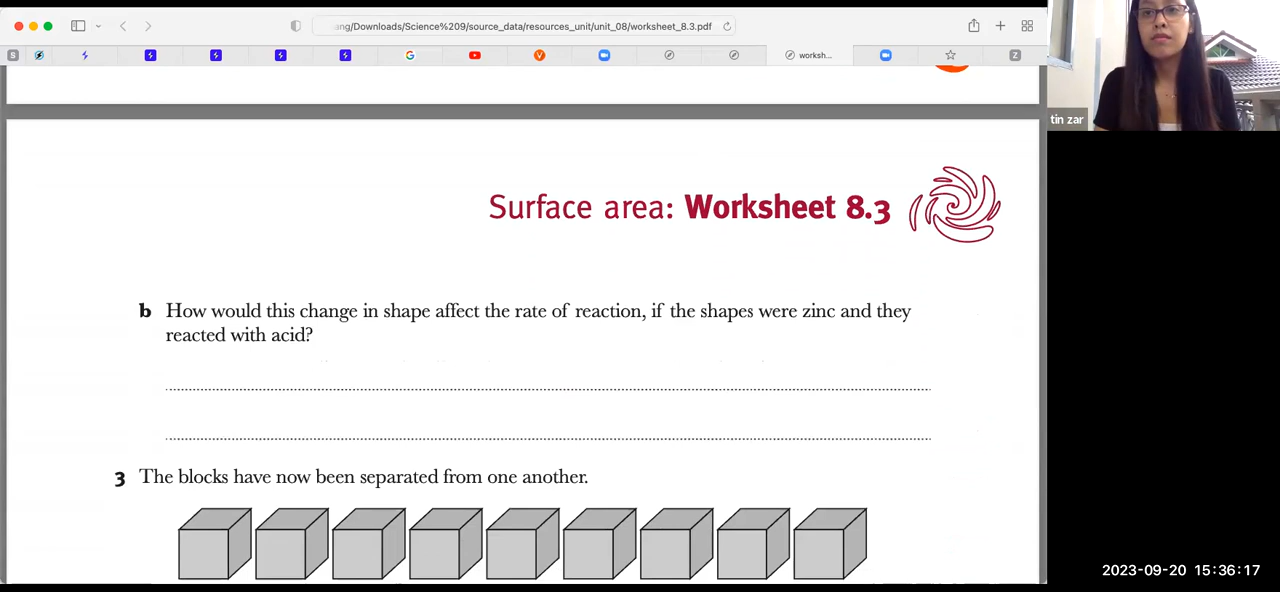 ang/Downloads/Science%209/source_data/resources_unit/unit_08/worksheet_8.3.pdf
S
G
V
worksh...
Z
tin zar
Surface area: Worksheet 8.3
b How would this change in shape affect the rate of reaction, if the shapes were zinc and they
reacted with acid?
3 The blocks have now been separated from one another.
2023-09-20 15:36:17